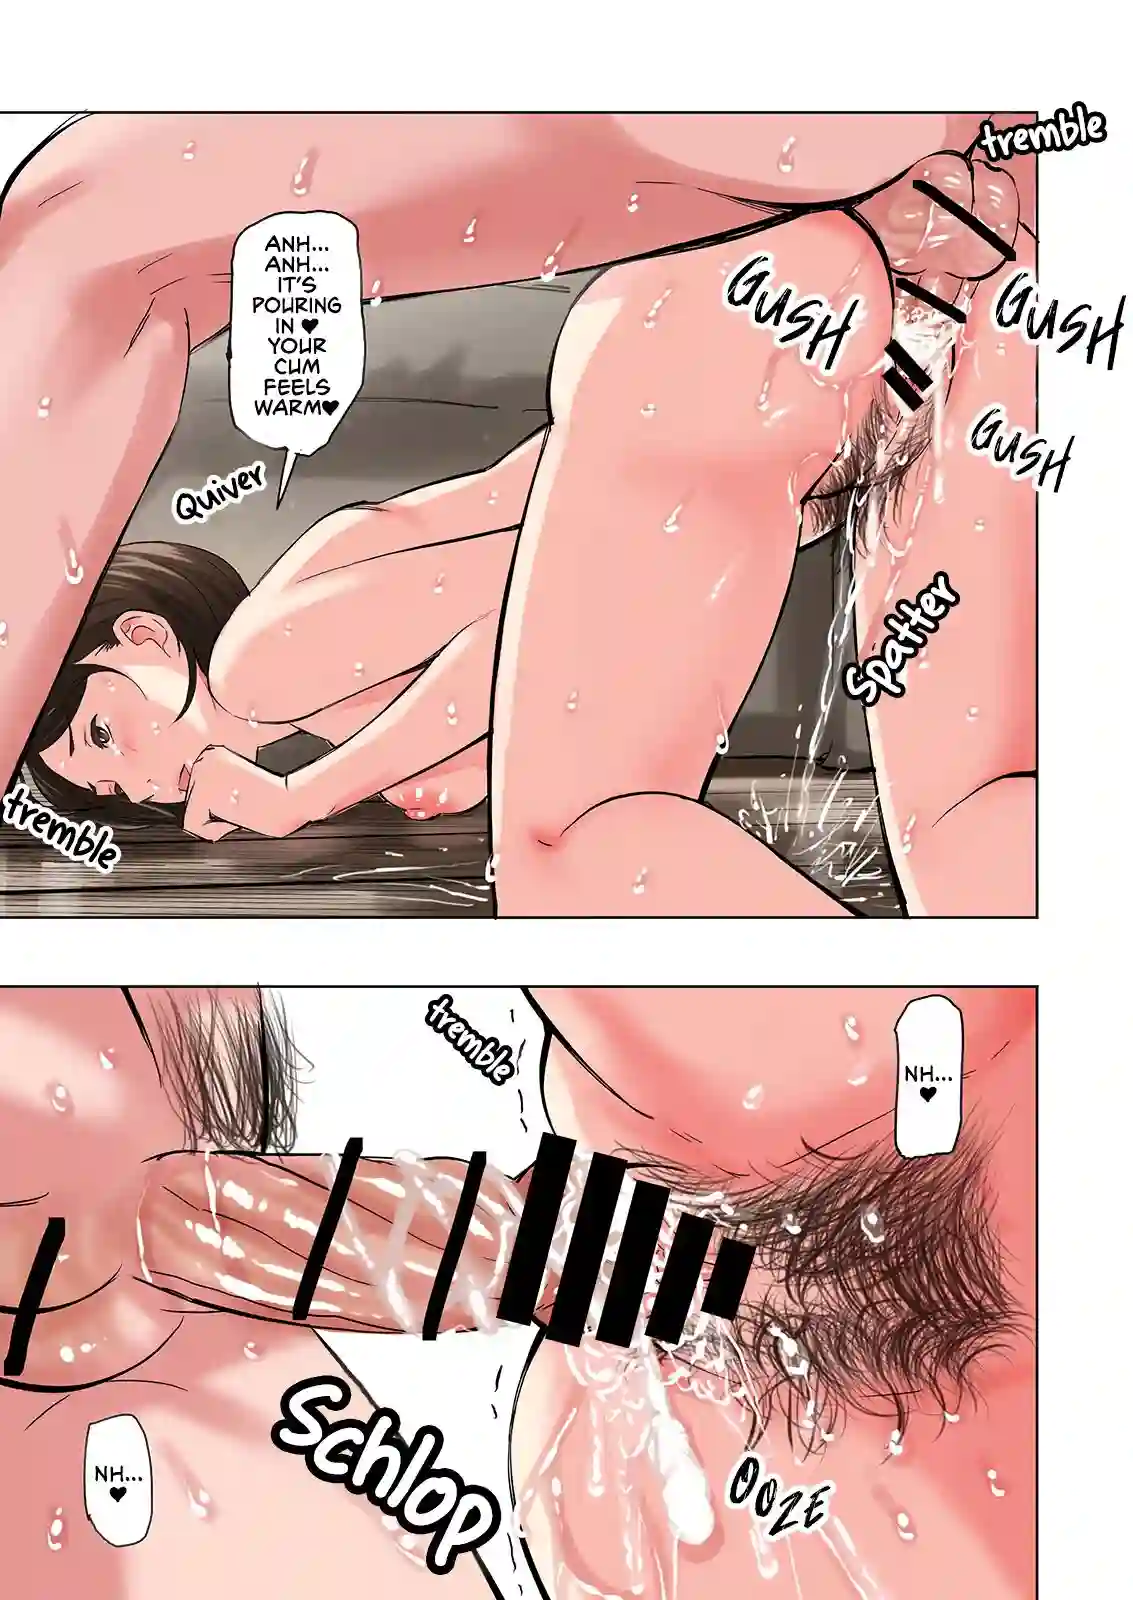 tremble
GUSH
GUSH
GUSH
ANH...
ANH...
IT'S
POURING
IN ♥
YOUR
CUM
FEELS
WARM♥
Quiver
Spatter
tremble
tremble
NH...
♥
Schlop
OOZE
NH...
♥